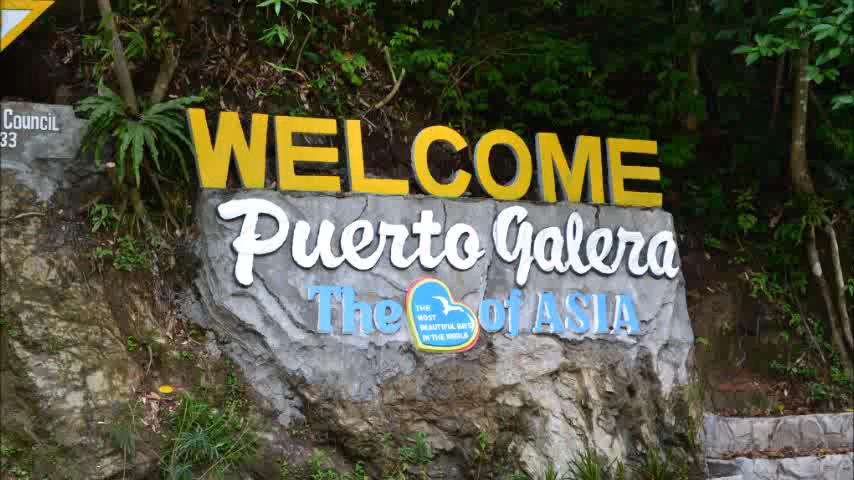 Council
33
WELCOME
Puerto Galera
The of ASIA
THE
MOST
BEAUTIFUL BAYS
IN THE WORLD